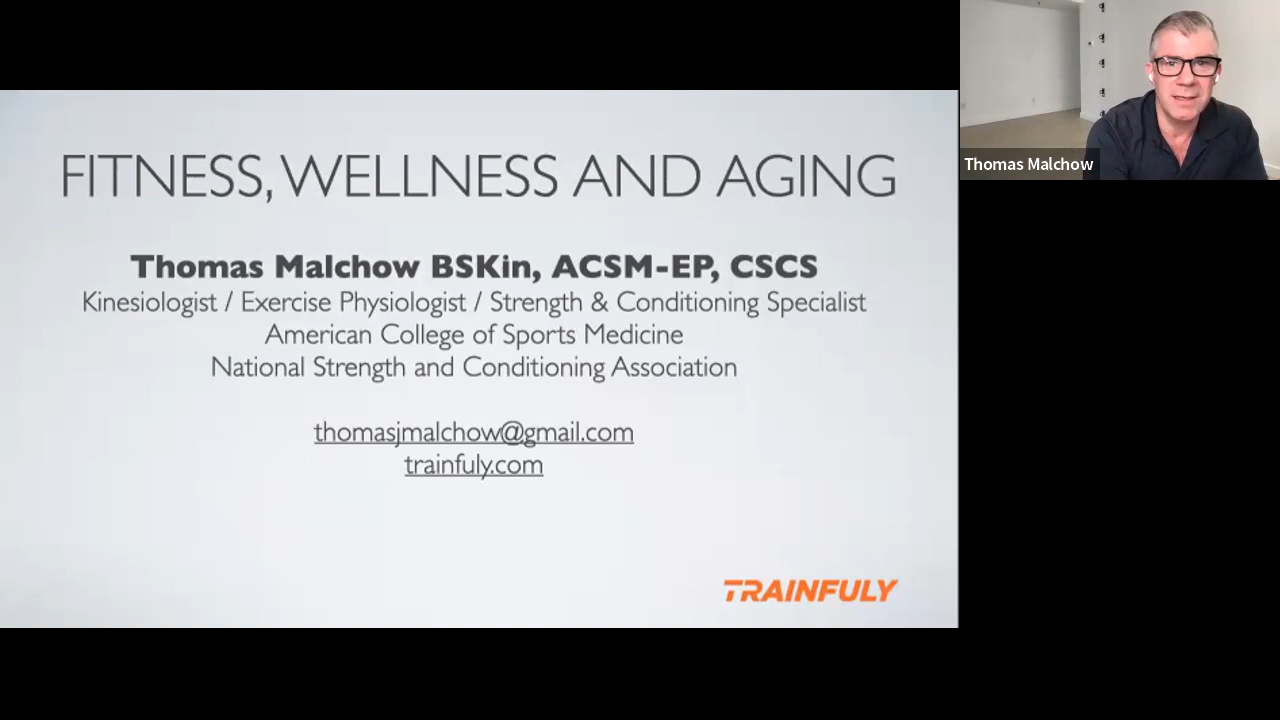 FITNESS, WELLNESS AND AGING
Thomas Malchow BSKin, ACSM-EP, CSCS
Kinesiologist / Exercise Physiologist / Strength & Conditioning Specialist
American College of Sports Medicine
National Strength and Conditioning Association
thomasjmalchow@gmail.com
trainfuly.com
TRAINFULY
Thomas Malchow